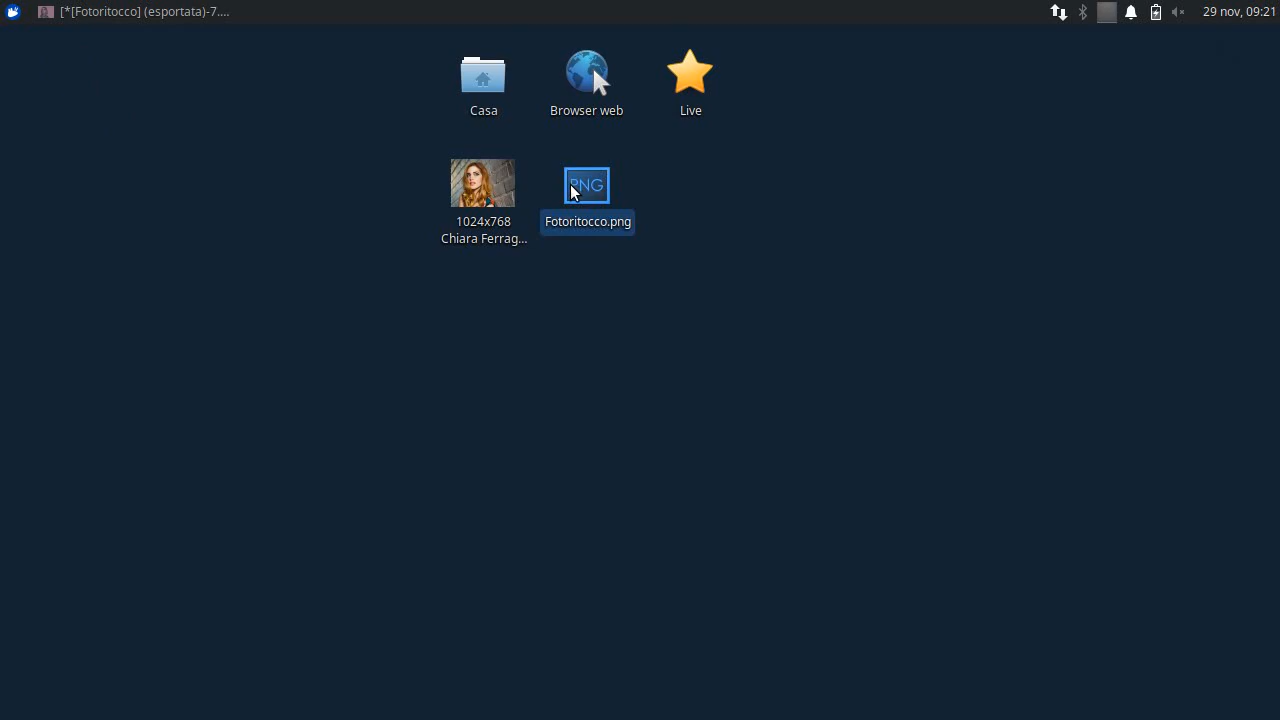 [*[Fotoritocco] (esportata)-7....
29 nov, 09:21
Casa
Browser web
Live
PNG
1024x768
Chiara Ferrag...
Fotoritocco.png